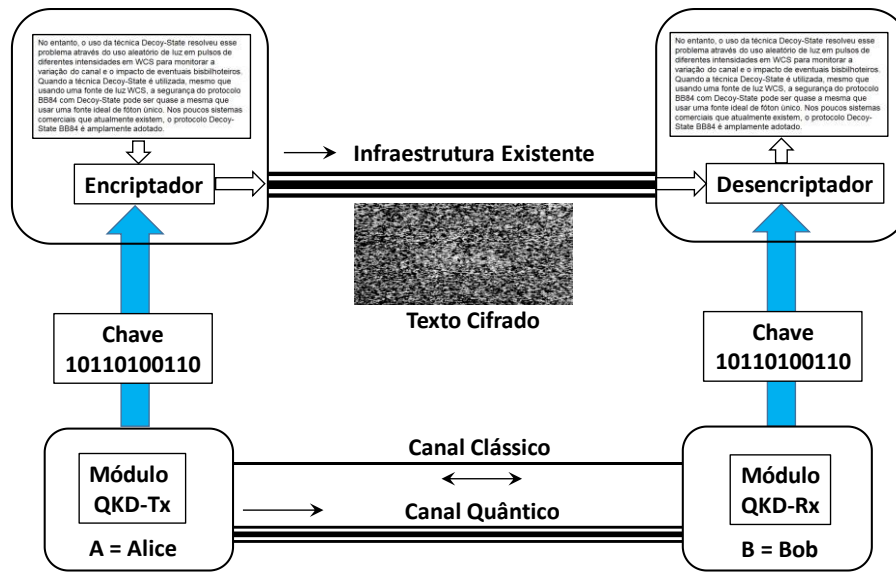 No entanto, o uso da técnica Decoy-State resolveu esse
problema através do uso aleatório de luz em pulsos de
diferentes intensidades em WCS para monitorar a
variação do canal e o impacto de eventuais bisbilhoteiros.
Quando a técnica Decoy-State é utilizada, mesmo que
usando uma fonte de luz WCS, a segurança do protocolo
BB84 com Decoy-State pode ser quase a mesma que
usar uma fonte ideal de fóton único. Nos poucos sistemas
comerciais que atualmente existem, o protocolo Decoy-
State BB84 é amplamente adotado.
No entanto, o uso da técnica Decoy-State resolveu esse
problema através do uso aleatório de luz em pulsos de
diferentes intensidades em WCS para monitorar a
variação do canal e o impacto de eventuais bisbilhoteiros.
Quando a técnica Decoy-State é utilizada, mesmo que
usando uma fonte de luz WCS, a segurança do protocolo
BB84 com Decoy-State pode ser quase a mesma que
usar uma fonte ideal de fóton único. Nos poucos sistemas
comerciais que atualmente existem, o protocolo Decoy-
State BB84 é amplamente adotado.
Infraestrutura Existente
Encriptador
Desencriptador
Texto Cifrado
Chave
10110100110
Chave
10110100110
Canal Clássico
Módulo
QKD-Tx
Canal Quântico
Módulo
QKD-Rx
A = Alice
B = Bob